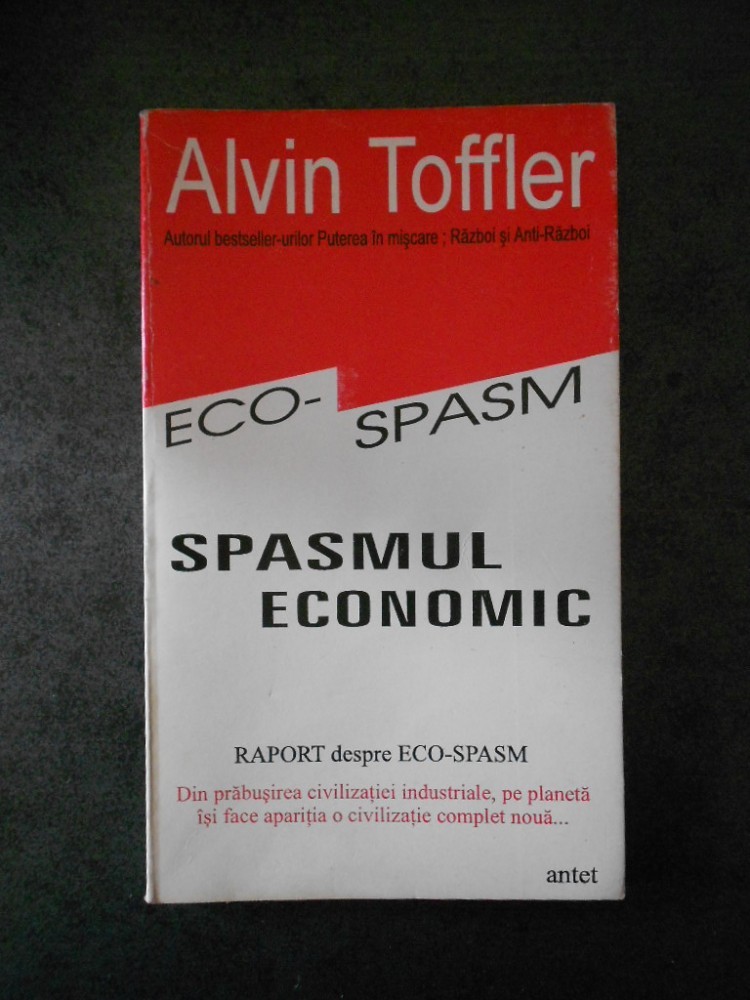 Alvin Toffler
Autorul bestseller-urilor Puterea în mişcare ; Război şi Anti-Război
ECO-SPASM
SPASMUL
ECONOMIC
RAPORT despre ECO-SPASM
Din prăbuşirea civilizaţiei industriale, pe planetă
îşi face apariţia o civilizaţie complet nouă...
antet